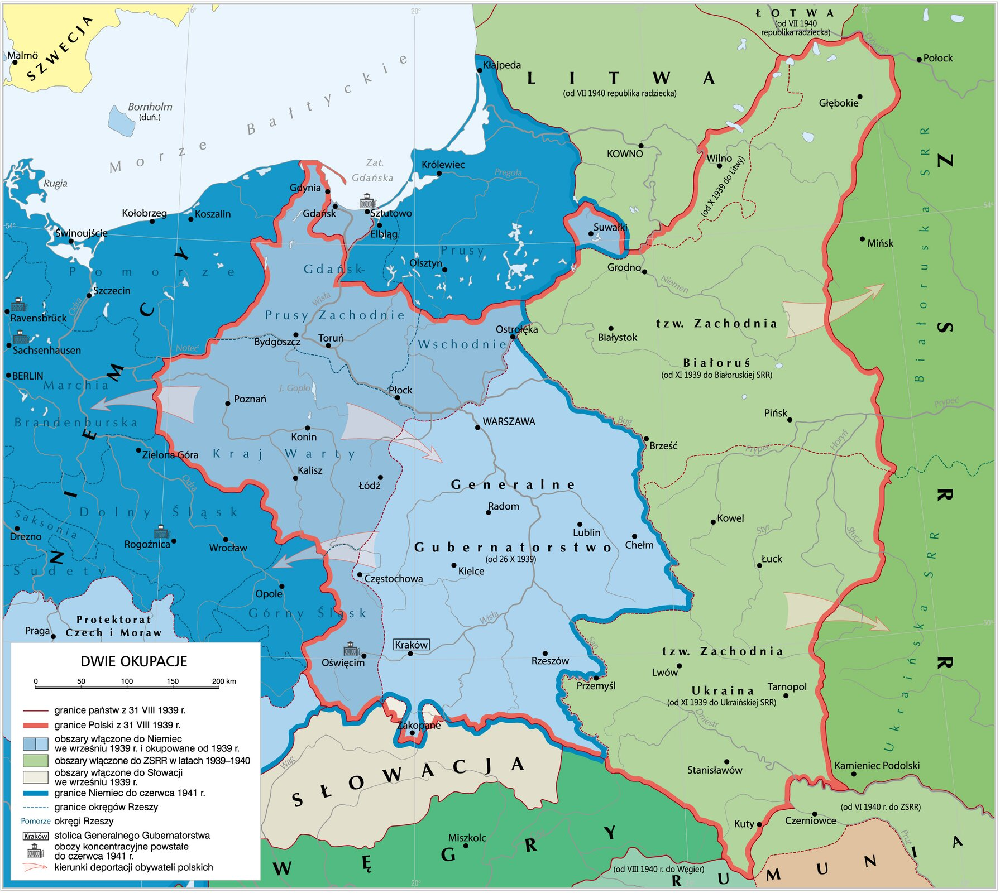 16°
20°
28°
SZWECJA
Malmö
Bornholm
(duń.)
Morze Bałtyckie
Rugia
Zat.
Gdańska
Kłajpeda
LITWA
(od VII 1940 republika radziecka)
ŁOTWA
(od VII 1940
republika radziecka)
Dźwina
Połock
Głębokie
KOWNO
Wilno
(od X 1939 do Litwy)
Królewiec
Pregoła
Gdynia
Gdańsk
Sztutowo
Elbląg
Kołobrzeg
Koszalin
Świnoujście
54°
54°
Suwałki
Mińsk
Pomorze
Prusy
Olsztyn
Gdańsk-
Prusy Zachodnie
Wschodnie
Grodno
Niemen
Szczecin
Odra
Wisła
Ravensbrück
Sachsenhausen
BERLIN
Noteć
Bydgoszcz
Toruń
Ostrołęka
Białystok
tzw. Zachodnia
Białoruś
(od XI 1939 do Białoruskiej SRR)
Białoruska SRR
ZSRR
NIEMCY
Marchia
Brandenburska
Poznań
J. Gopło
Płock
WARSZAWA
Konin
Kraj Warty
Kalisz
Łódź
Zielona Góra
Odra
Bug
Brześć
Pińsk
Prypeć
Prypeć
Horyń
Generalne
Gubernatorstwo
(od 26 X 1939)
Radom
Lublin
Chełm
Kielce
Kowel
Styr
Słucz
Łuck
Dolny Śląsk
Saksonia
Drezno
Sudety
Rogoźnica
Wrocław
Częstochowa
Opole
Górny Śląsk
Protektorat
Czech i Moraw
Praga
Wisła
Kraków
Oświęcim
Rzeszów
San
Przemyśl
50°
tzw. Zachodnia
Ukraina
(od XI 1939 do Ukraińskiej SRR)
Lwów
Tarnopol
Ukraińska SRR
Dniestr
Zakopane
Wag
SŁOWACJA
Stanisławów
Kamieniec Podolski
(od VI 1940 r. do ZSRR)
Kuty
Czerniowce
Prut
Miszkolc
WĘGRY
(od VIII 1940 r. do Węgier)
RUMUNIA
20°
24°
DWIE OKUPACJE
0 50 100 150 200 km
granice państw z 31 VIII 1939 r.
granice Polski z 31 VIII 1939 r.
obszary włączone do Niemiec
we wrześniu 1939 r. i okupowane od 1939 r.
obszary włączone do ZSRR w latach 1939–1940
obszary włączone do Słowacji
we wrześniu 1939 r.
granice Niemiec do czerwca 1941 r.
granice okręgów Rzeszy
Pomorze okręgi Rzeszy
Kraków stolica Generalnego Gubernatorstwa
obozy koncentracyjne powstałe
do czerwca 1941 r.
kierunki deportacji obywateli polskich